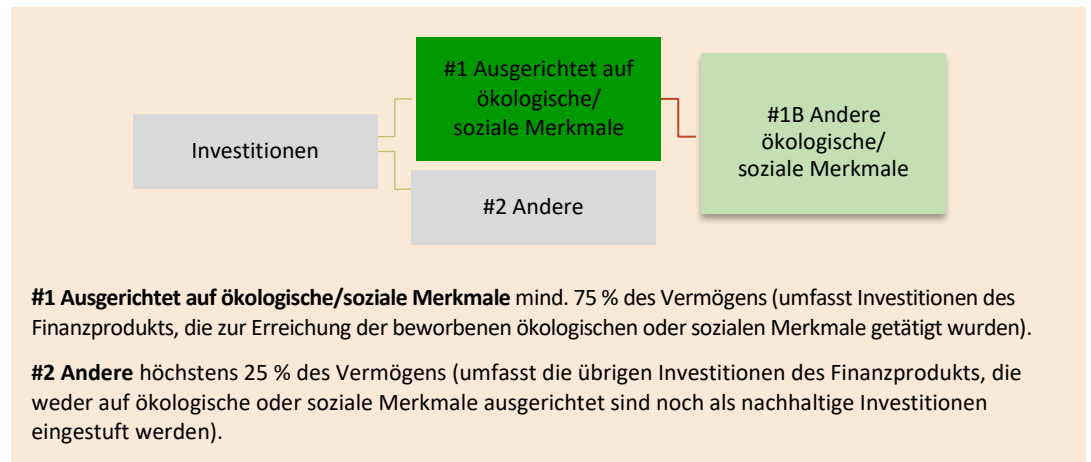 #1 Ausgerichtet auf
ökologische/
soziale Merkmale
#1B Andere
ökologische/
soziale Merkmale
Investitionen
#2 Andere
#1 Ausgerichtet auf ökologische/soziale Merkmale mind. 75 % des Vermögens (umfasst Investitionen des
Finanzprodukts, die zur Erreichung der beworbenen ökologischen oder sozialen Merkmale getätigt wurden).
#2 Andere höchstens 25 % des Vermögens (umfasst die übrigen Investitionen des Finanzprodukts, die
weder auf ökologische oder soziale Merkmale ausgerichtet sind noch als nachhaltige Investitionen
eingestuft werden).